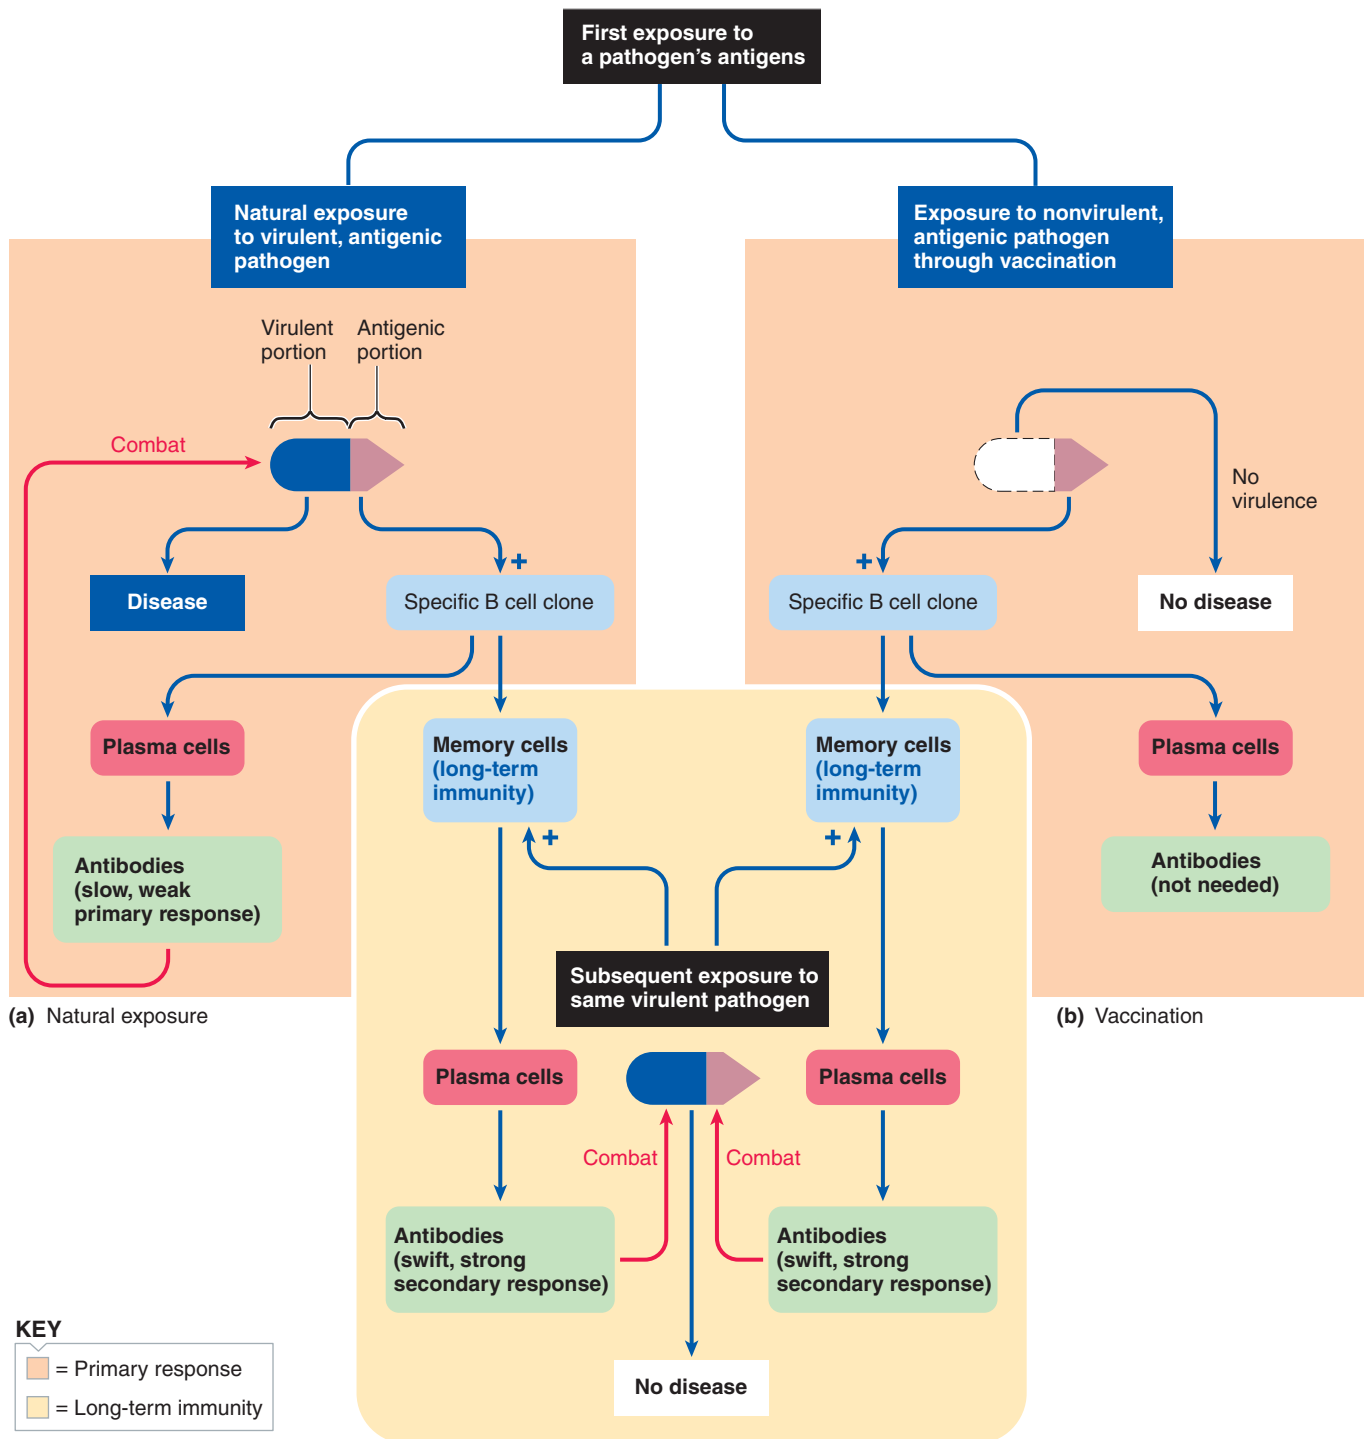 First exposure to
a pathogen’s antigens
Natural exposure
to virulent, antigenic
pathogen
Exposure to nonvirulent,
antigenic pathogen
through vaccination
Virulent
portion
Antigenic
portion
Combat
No
virulence
+
+
Disease
Specific B cell clone
Specific B cell clone
No disease
Plasma cells
Memory cells
(long-term
immunity)
Memory cells
(long-term
immunity)
Plasma cells
+
+
Antibodies
(slow, weak
primary response)
Antibodies
(not needed)
Subsequent exposure to
same virulent pathogen
(a) Natural exposure
(b) Vaccination
Plasma cells
Plasma cells
Combat
Combat
Antibodies
(swift, strong
secondary response)
Antibodies
(swift, strong
secondary response)
No disease
KEY
= Primary response
= Long-term immunity